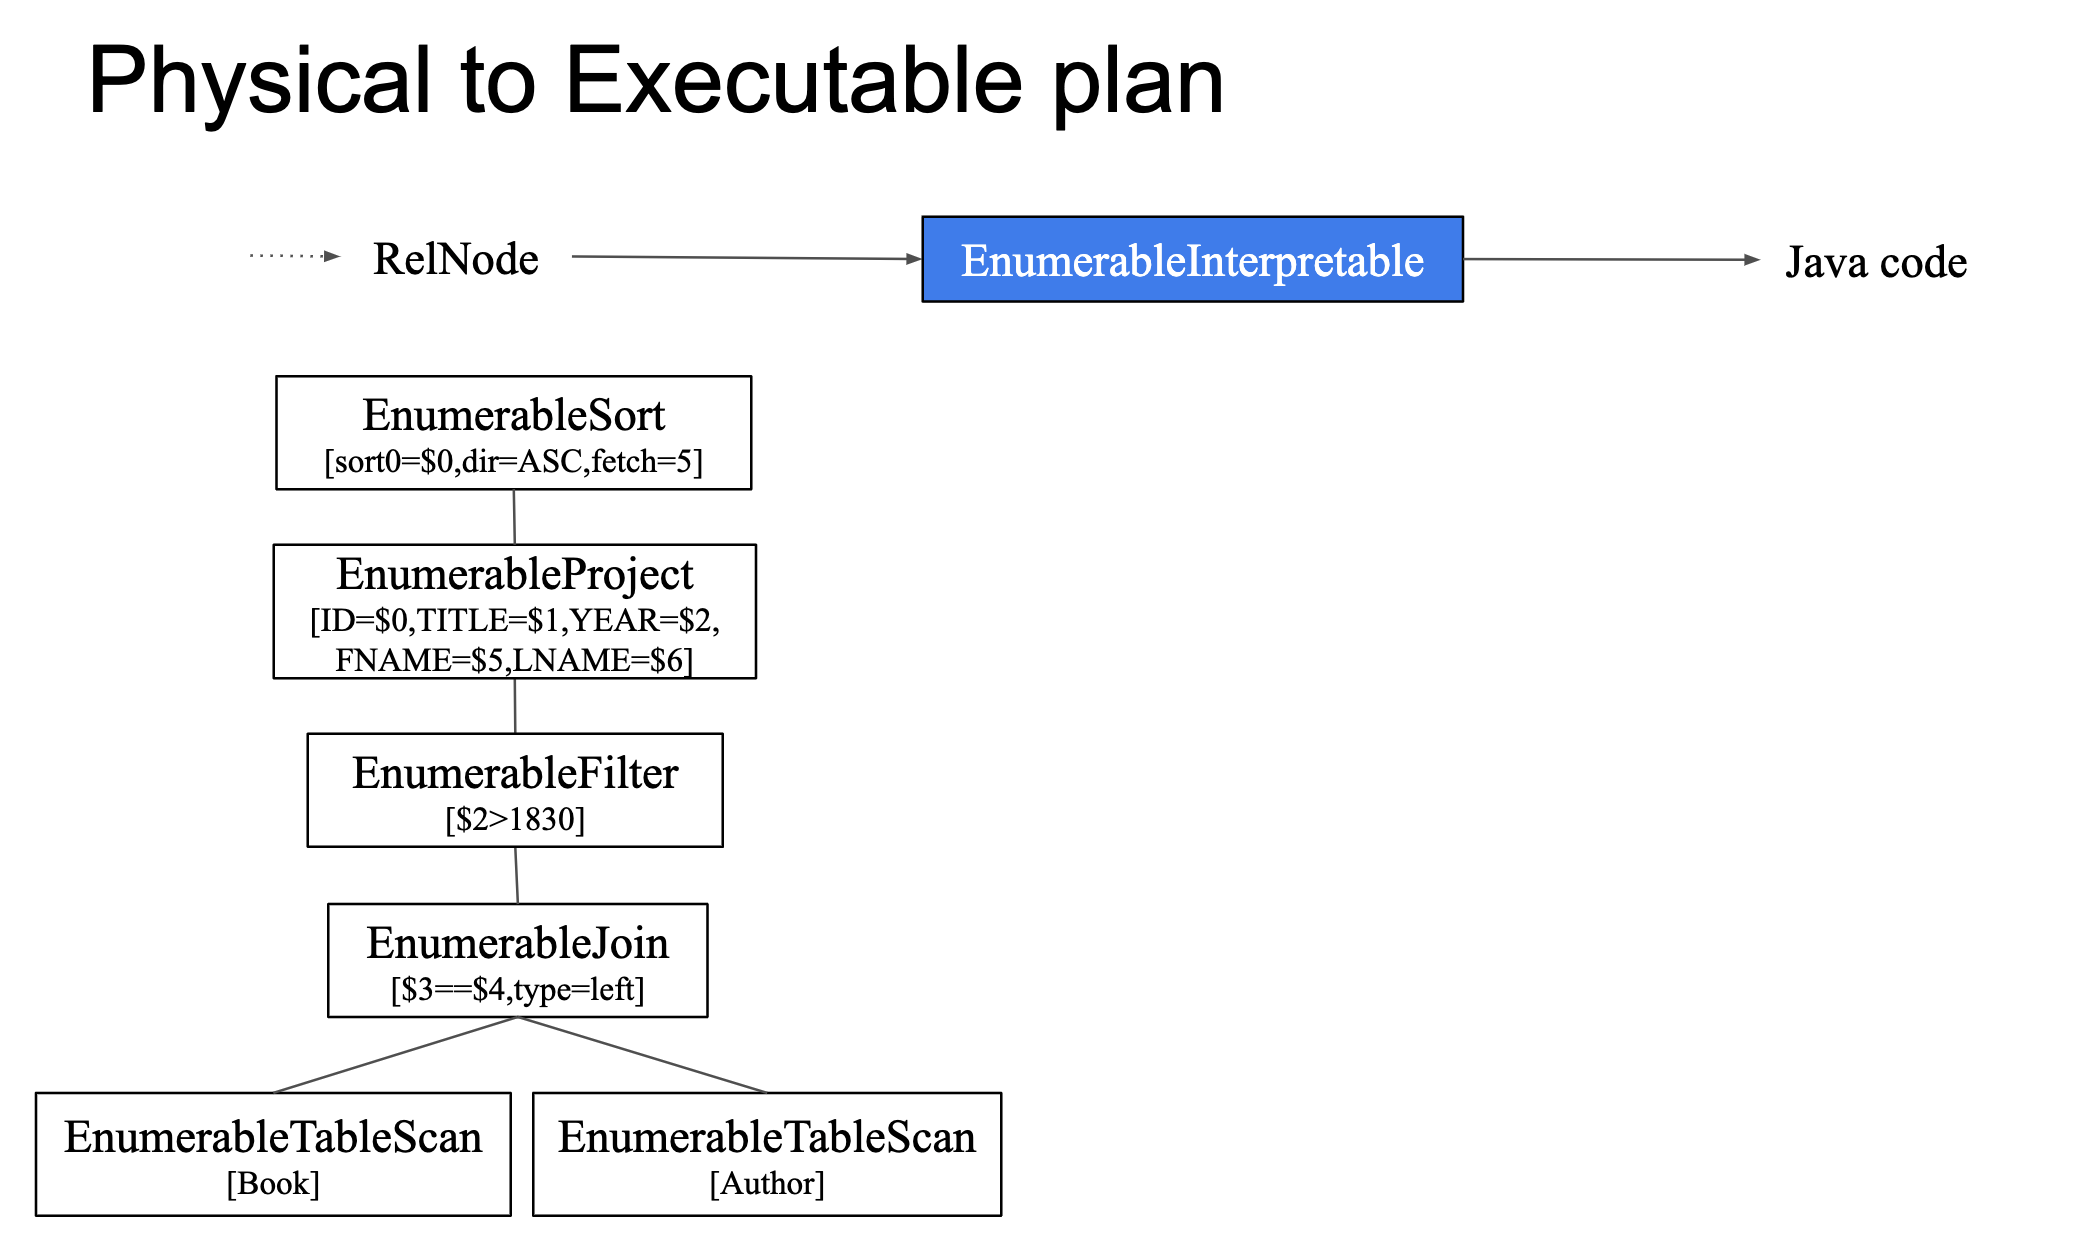 Physical to Executable plan
RelNode
EnumerableInterpretable
Java code
EnumerableSort
[sort0=$0,dir=ASC,fetch=5]
EnumerableProject
[ID=$0,TITLE=$1,YEAR=$2,
FNAME=$5,LNAME=$6]
EnumerableFilter
[$2>1830]
EnumerableJoin
[$3==$4,type=left]
EnumerableTableScan
[Book]
EnumerableTableScan
[Author]